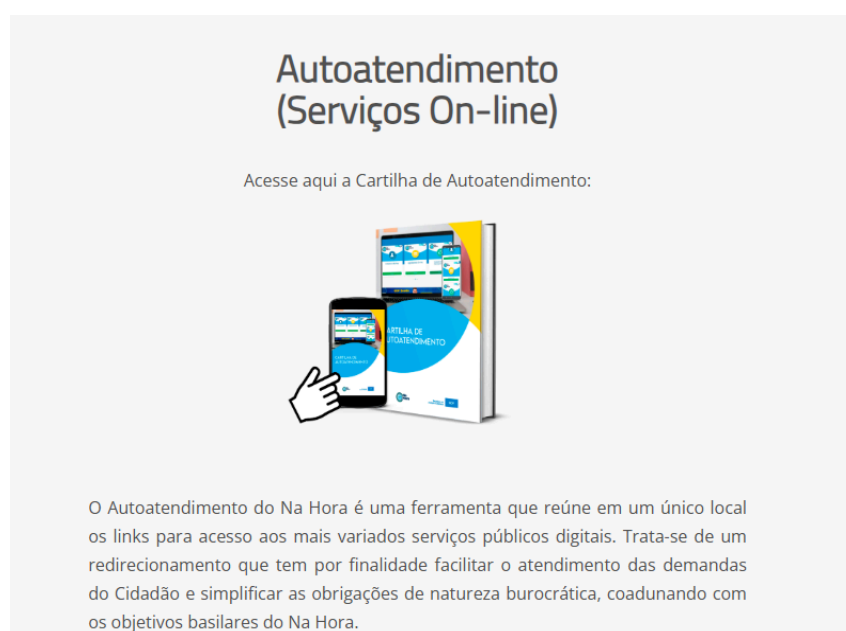 Autoatendimento
(Serviços On-line)
Acesse aqui a Cartilha de Autoatendimento:
CARTILHA DE
AUTOATENDIMENTO
CARTILHA DE
AUTOATENDIMENTO
O Autoatendimento do Na Hora é uma ferramenta que reúne em um único local
os links para acesso aos mais variados serviços públicos digitais. Trata-se de um
redirecionamento que tem por finalidade facilitar o atendimento das demandas
do Cidadão e simplificar as obrigações de natureza burocrática, coadunando com
os objetivos basilares do Na Hora.